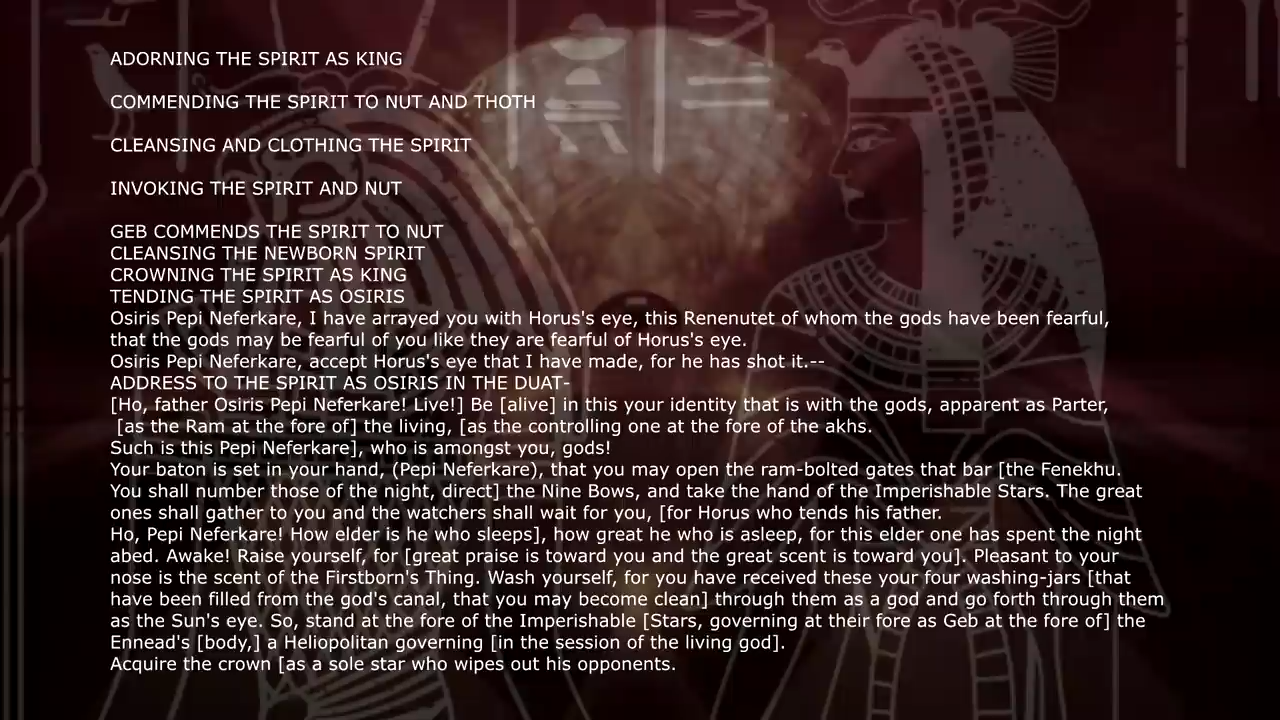 ADORNING THE SPIRIT AS KING
COMMENDING THE SPIRIT TO NUT AND THOTH
CLEANSING AND CLOTHING THE SPIRIT
INVOKING THE SPIRIT AND NUT
GEB COMMENDS THE SPIRIT TO NUT
CLEANSING THE NEWBORN SPIRIT
CROWNING THE SPIRIT AS KING
TENDING THE SPIRIT AS OSIRIS
Osiris Pepi Neferkare, I have arrayed you with Horus's eye, this Renenutet of whom the gods have been fearful,
that the gods may be fearful of you like they are fearful of Horus's eye.
Osiris Pepi Neferkare, accept Horus's eye that I have made, for he has shot it.--
ADDRESS TO THE SPIRIT AS OSIRIS IN THE DUAT-
[Ho, father Osiris Pepi Neferkare! Live!] Be [alive] in this your identity that is with the gods, apparent as Parter,
[as the Ram at the fore of] the living, [as the controlling one at the fore of the akhs.
Such is this Pepi Neferkare], who is amongst you, gods!
Your baton is set in your hand, (Pepi Neferkare), that you may open the ram-bolted gates that bar [the Fenekhu.
You shall number those of the night, direct] the Nine Bows, and take the hand of the Imperishable Stars. The great
ones shall gather to you and the watchers shall wait for you, [for Horus who tends his father.
Ho, Pepi Neferkare! How elder is he who sleeps], how great he who is asleep, for this elder one has spent the night
abed. Awake! Raise yourself, for [great praise is toward you and the great scent is toward you]. Pleasant to your
nose is the scent of the Firstborn's Thing. Wash yourself, for you have received these your four washing-jars [that
have been filled from the god's canal, that you may become clean] through them as a god and go forth through them
as the Sun's eye. So, stand at the fore of the Imperishable [Stars, governing at their fore as Geb at the fore of] the
Ennead's [body,] a Heliopolitan governing [in the session of the living god].
Acquire the crown [as a sole star who wipes out his opponents.